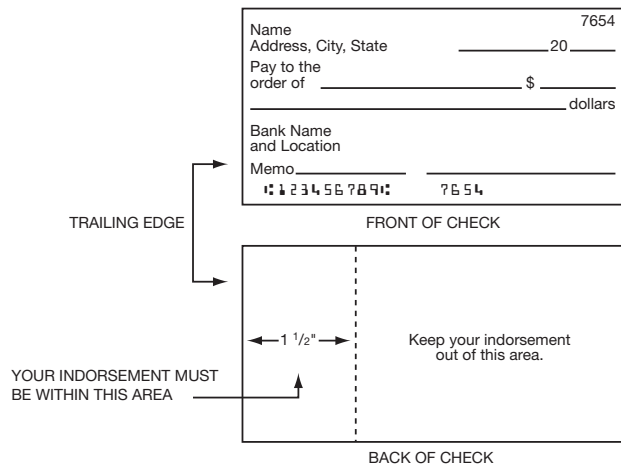 7654
Name
Address, City, State 20
Pay to the
order of $
dollars
Bank Name
and Location
Memo
⑆123456789⑆ 7654
TRAILING EDGE
FRONT OF CHECK
1 1/2"
Keep your indorsement
out of this area.
YOUR INDORSEMENT MUST
BE WITHIN THIS AREA
BACK OF CHECK